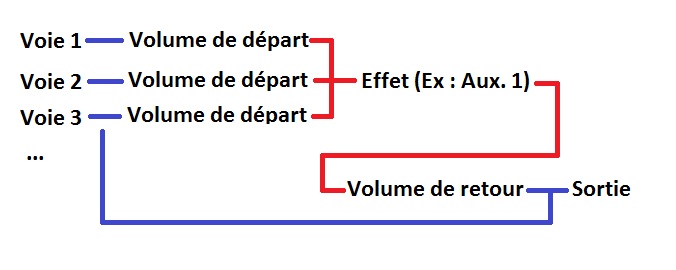 Voie 1 Volume de départ
Voie 2 Volume de départ Effet (Ex : Aux. 1)
Voie 3 Volume de départ
...
Volume de retour Sortie